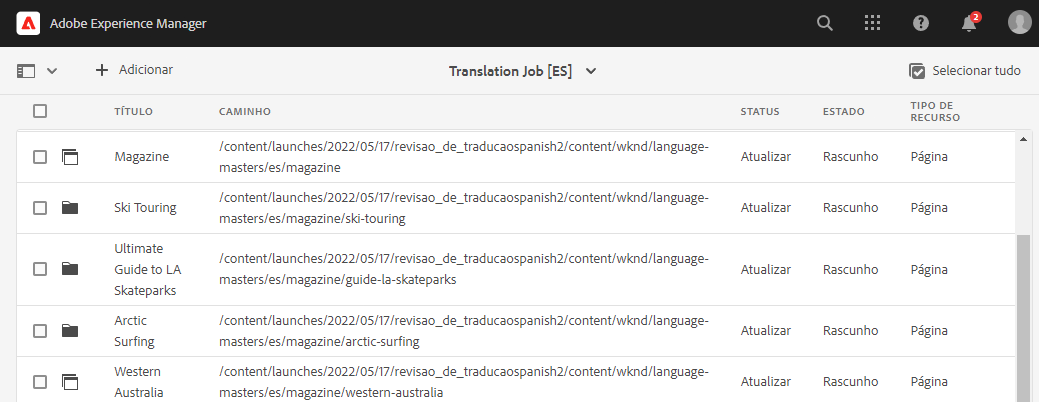 Adobe Experience Manager
2
Adicionar
Translation Job [ES]
Selecionar tudo
TÍTULO CAMINHO STATUS ESTADO TIPO DE RECURSO
Magazine
/content/launches/2022/05/17/revisao_de_traducaospanish2/content/wknd/language-
masters/es/magazine
Atualizar Rascunho Página
Ski Touring
/content/launches/2022/05/17/revisao_de_traducaospanish2/content/wknd/language-
masters/es/magazine/ski-touring
Atualizar Rascunho Página
Ultimate
Guide to LA
Skateparks
/content/launches/2022/05/17/revisao_de_traducaospanish2/content/wknd/language-
masters/es/magazine/guide-la-skateparks
Atualizar Rascunho Página
Arctic
Surfing
/content/launches/2022/05/17/revisao_de_traducaospanish2/content/wknd/language-
masters/es/magazine/arctic-surfing
Atualizar Rascunho Página
Western
Australia
/content/launches/2022/05/17/revisao_de_traducaospanish2/content/wknd/language-
masters/es/magazine/western-australia
Atualizar Rascunho Página